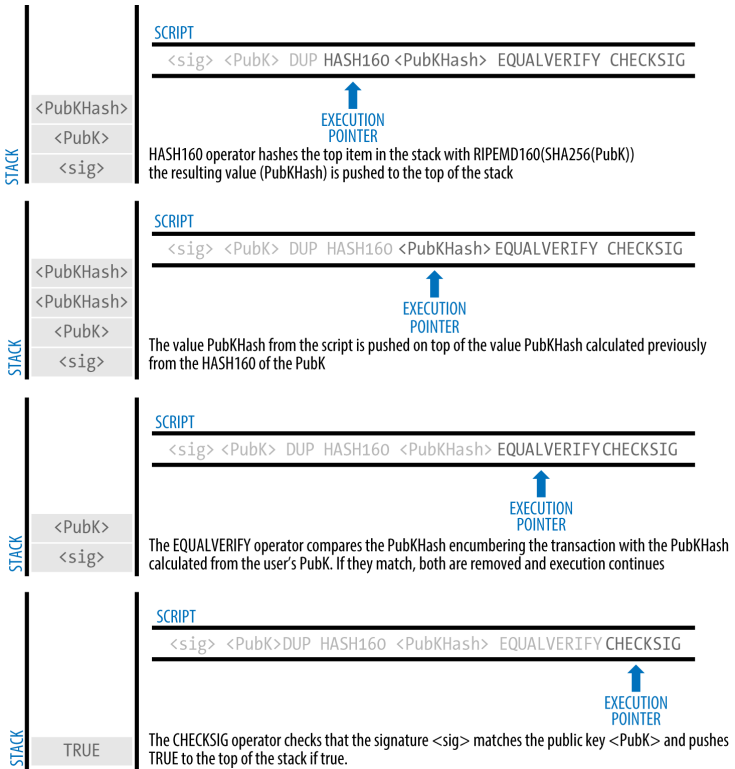 SCRIPT
<sig> <PubK> DUP HASH160 <PubKHash> EQUALVERIFY CHECKSIG
EXECUTION
POINTER
<PubKHash>
<PubK>
<sig>
STACK
HASH160 operator hashes the top item in the stack with RIPEMD160(SHA256(PubK))
the resulting value (PubKHash) is pushed to the top of the stack
SCRIPT
<sig> <PubK> DUP HASH160 <PubKHash> EQUALVERIFY CHECKSIG
EXECUTION
POINTER
<PubKHash>
<PubKHash>
<PubK>
<sig>
STACK
The value PubKHash from the script is pushed on top of the value PubKHash calculated previously
from the HASH160 of the PubK
SCRIPT
<sig> <PubK> DUP HASH160 <PubKHash> EQUALVERIFY CHECKSIG
EXECUTION
POINTER
<PubK>
<sig>
STACK
The EQUALVERIFY operator compares the PubKHash encumbering the transaction with the PubKHash
calculated from the user's PubK. If they match, both are removed and execution continues
SCRIPT
<sig> <PubK>DUP HASH160 <PubKHash> EQUALVERIFY CHECKSIG
EXECUTION
POINTER
TRUE
STACK
The CHECKSIG operator checks that the signature <sig> matches the public key <PubK> and pushes
TRUE to the top of the stack if true.